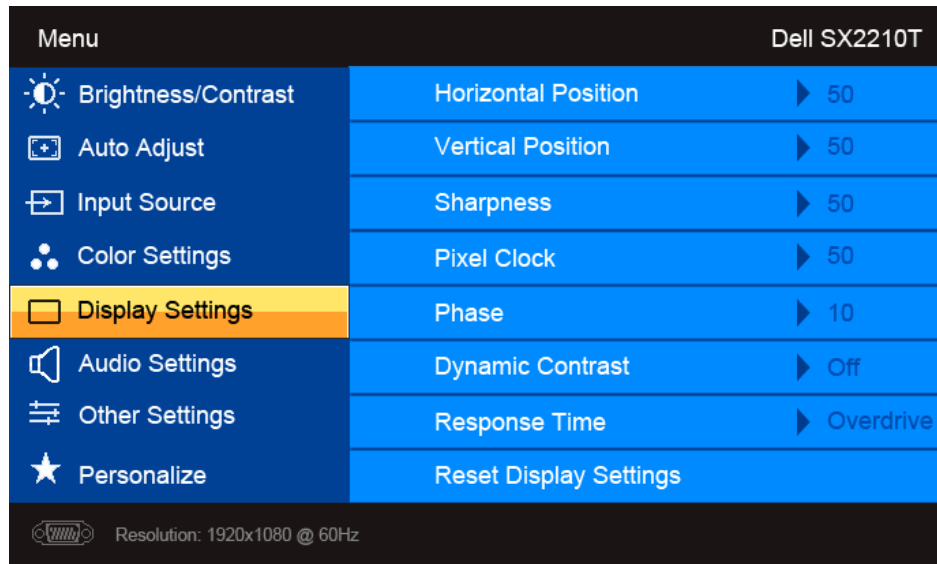 Menu Dell SX2210T
Brightness/Contrast Horizontal Position 50
Auto Adjust Vertical Position 50
Input Source Sharpness 50
Color Settings Pixel Clock 50
Display Settings Phase 10
Audio Settings Dynamic Contrast Off
Other Settings Response Time Overdrive
Personalize Reset Display Settings
Resolution: 1920x1080 @ 60Hz